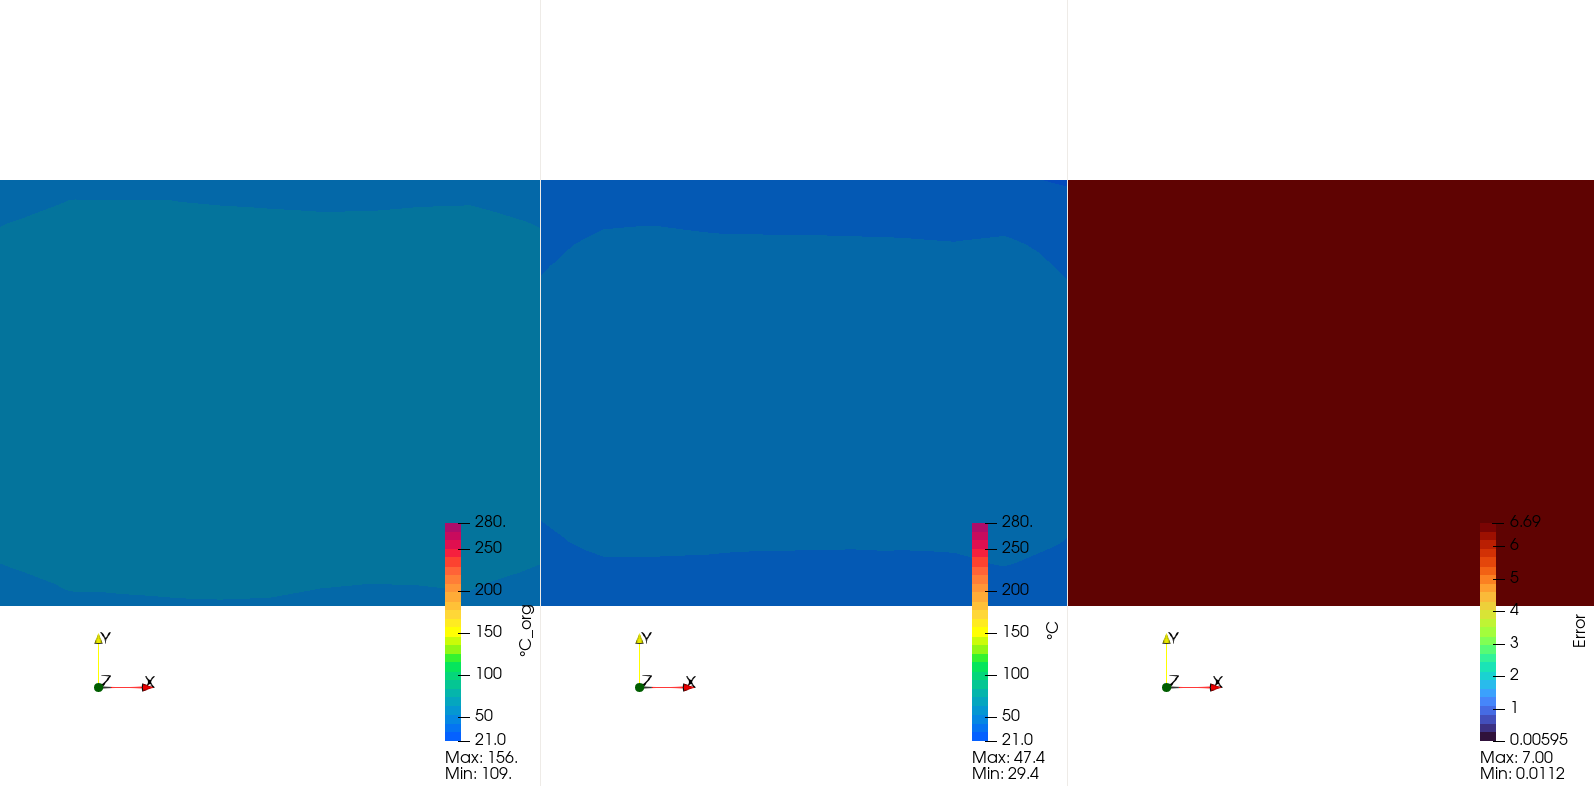 280.
250
200
150
100
50
21.0
°C_org
Max: 156.
Min: 109.
Y
Z
X
280.
250
200
150
100
50
21.0
°C
Max: 47.4
Min: 29.4
Y
Z
X
6.69
6
5
4
3
2
1
0.00595
Error
Max: 7.00
Min: 0.0112
Y
Z
X